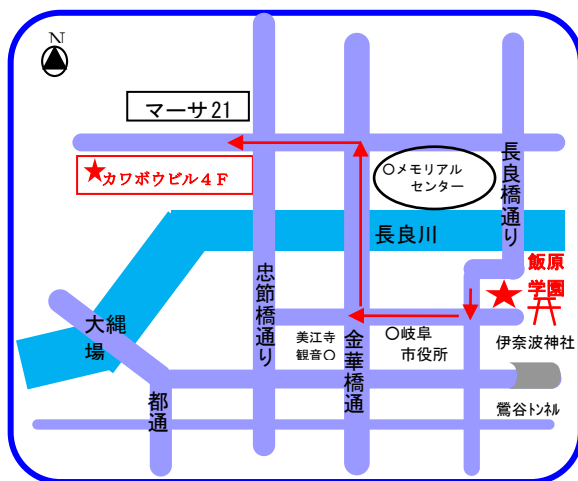 N
マーサ21
カワボウビル４Ｆ
メモリアル
センター
長良橋通り
長良川
飯原
学園
忠節橋通り
大縄
場
美江寺
観音
金華橋通
岐阜
市役所
伊奈波神社
都通
鶯谷ﾄﾝﾈﾙ